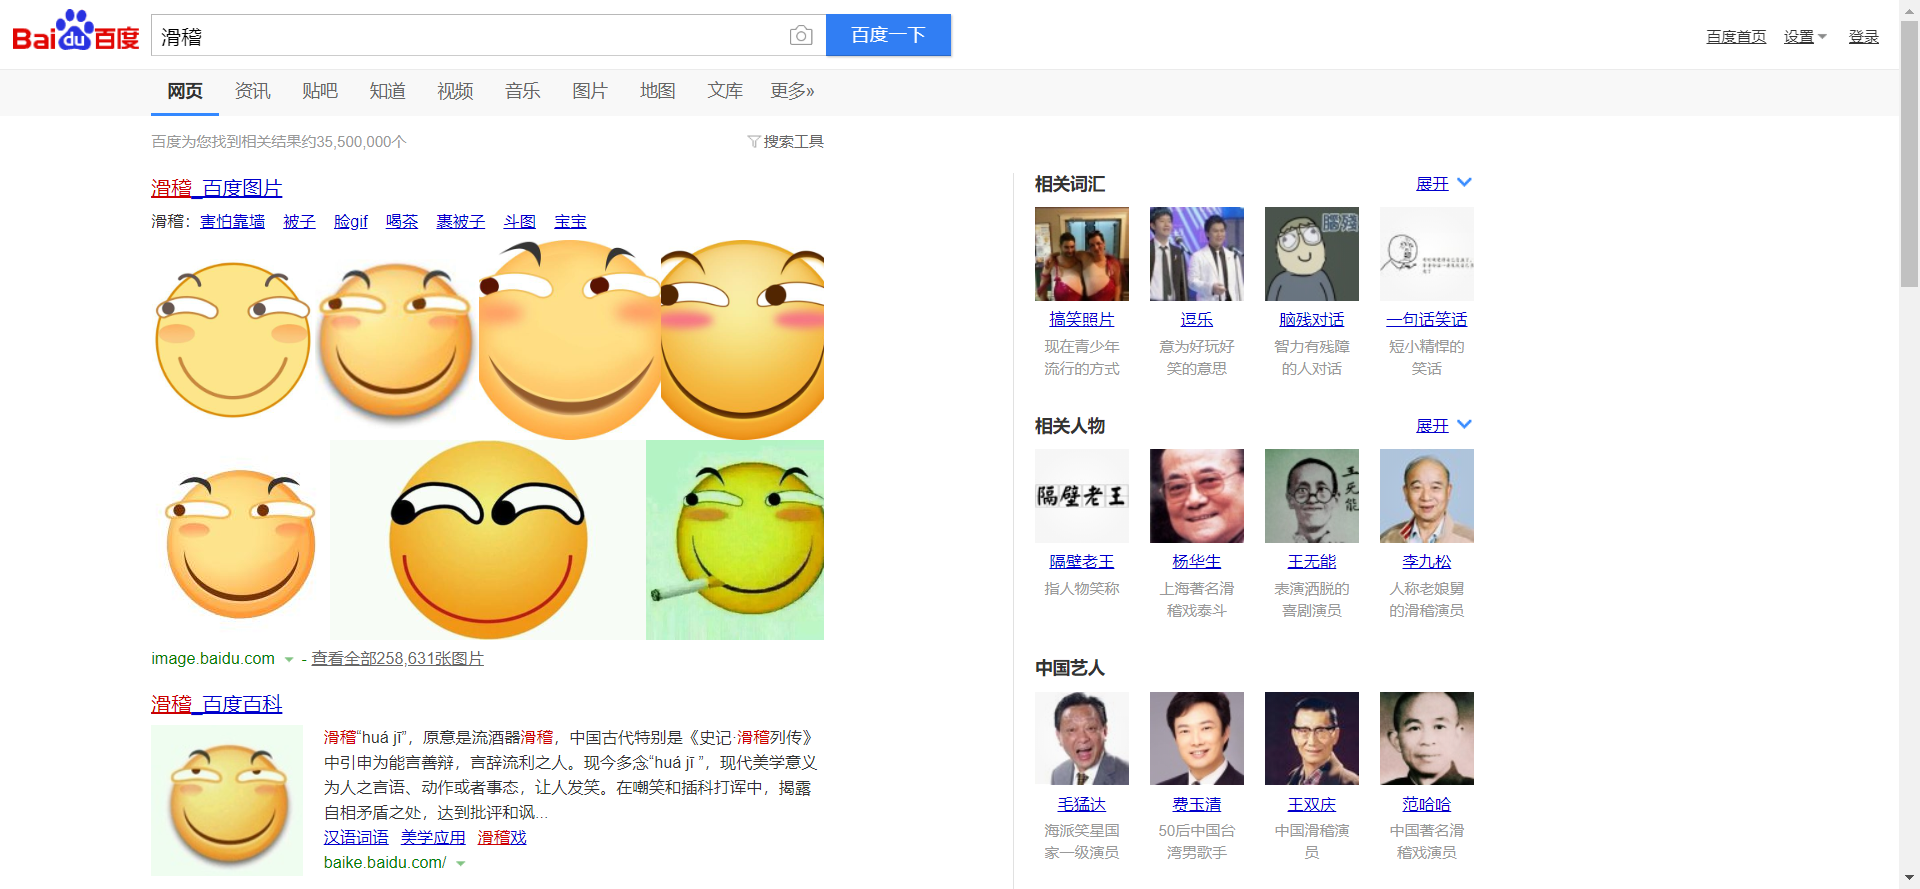 Baidu百度
滑稽
百度一下
百度首页 设置 登录
网页 资讯 贴吧 知道 视频 音乐 图片 地图 文库 更多»
百度为您找到相关结果约35,500,000个
搜索工具
滑稽_百度图片
滑稽： 害怕靠墙 被子 脸gif 喝茶 裹被子 斗图 宝宝
image.baidu.com - 查看全部258,631张图片
滑稽_百度百科
滑稽“huá jī”，原意是流酒器滑稽，中国古代特别是《史记·滑稽列传》
中引申为能言善辩，言辞流利之人。现今多念“huá jī ”，现代美学意义
为人之言语、动作或者事态，让人发笑。在嘲笑和插科打诨中，揭露
自相矛盾之处，达到批评和讽...
汉语词语 美学应用 滑稽戏
baike.baidu.com/
相关词汇 展开
腦殘
搞笑照片 逗乐 脑残对话 一句话笑话
现在青少年 意为好玩好 智力有残障 短小精悍的
流行的方式 笑的意思 的人对话 笑话
相关人物 展开
隔壁老王
王无能
隔壁老王 杨华生 王无能 李九松
指人物笑称 上海著名滑 表演洒脱的 人称老娘舅
稽戏泰斗 喜剧演员 的滑稽演员
中国艺人
毛猛达 费玉清 王双庆 范哈哈
海派笑星国 50后中国台 中国滑稽演 中国著名滑
家一级演员 湾男歌手 员 稽戏演员